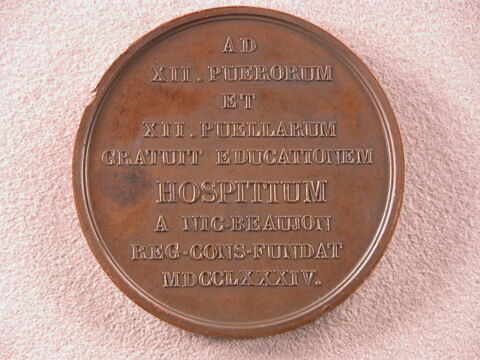 AD
XII. PUERORUM
ET
XII. PUELLARUM
GRATUIT EDUCATIONEM
HOSPITIUM
A NIC-BEAUJON
REG-CONS-FUNDAT
MDCCLXXXIV.